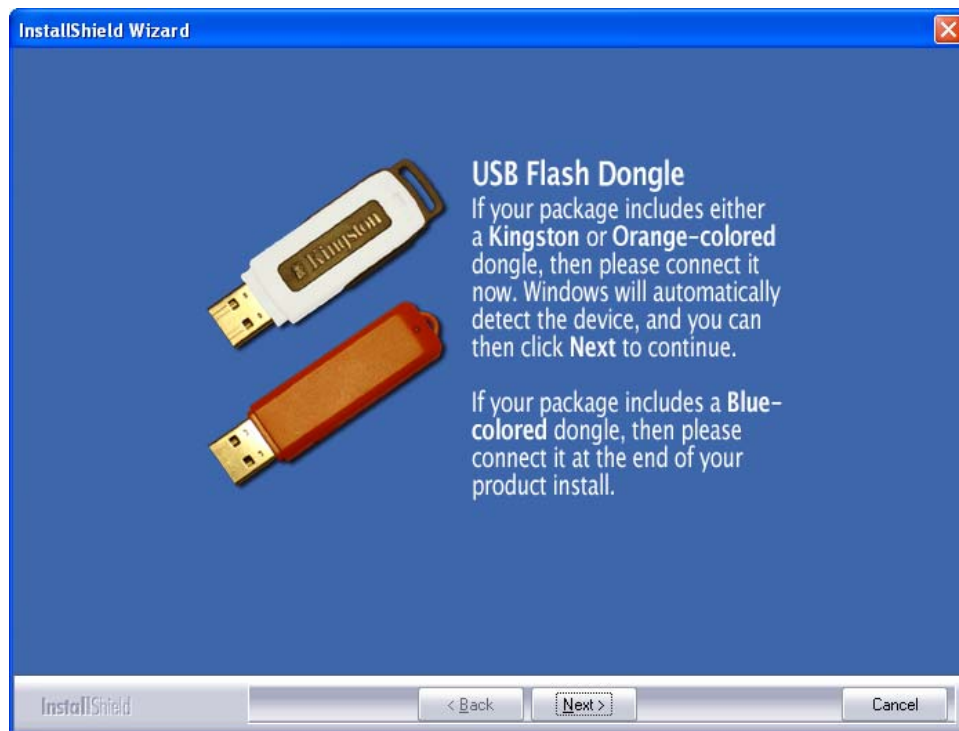 InstallShield Wizard
Kingston
USB Flash Dongle
If your package includes either
a Kingston or Orange-colored
dongle, then please connect it
now. Windows will automatically
detect the device, and you can
then click Next to continue.
If your package includes a Blue-
colored dongle, then please
connect it at the end of your
product install.
InstallShield
< Back
Next >
Cancel